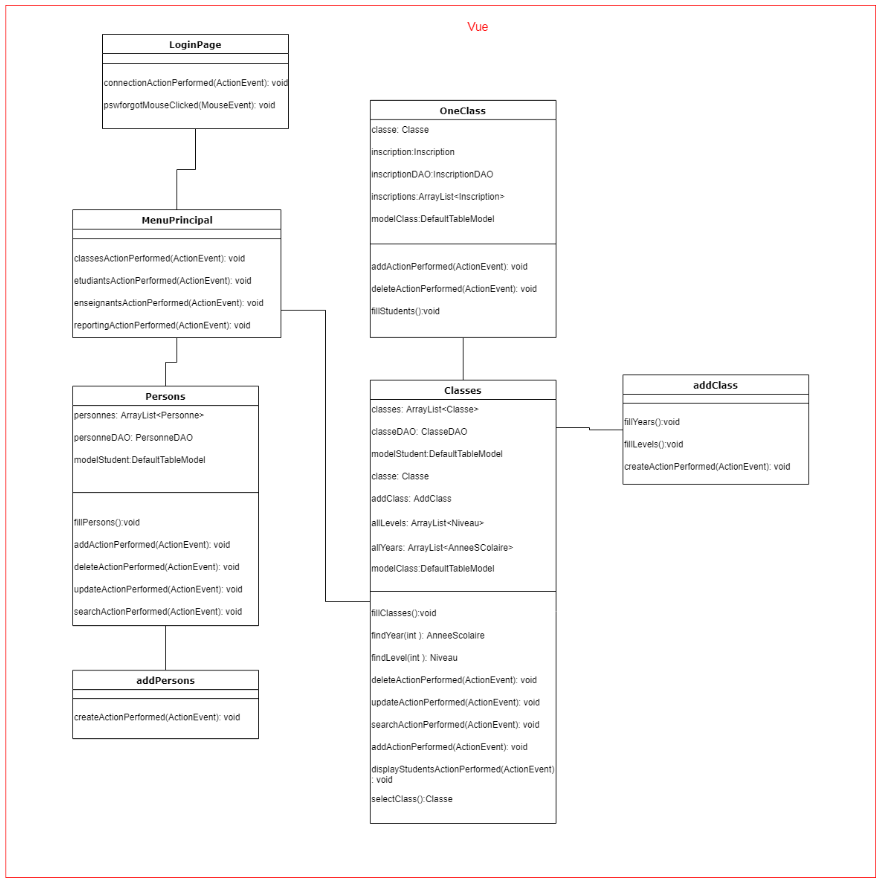 Vue
LoginPage
connectionActionPerformed(ActionEvent): void
pswforgotMouseClicked(MouseEvent): void
MenuPrincipal
classesActionPerformed(ActionEvent): void
etudiantsActionPerformed(ActionEvent): void
enseignantsActionPerformed(ActionEvent): void
reportingActionPerformed(ActionEvent): void
Persons
personnes: ArrayList<Personne>
personneDAO: PersonneDAO
modelStudent:DefaultTableModel
fillPersons():void
addActionPerformed(ActionEvent): void
deleteActionPerformed(ActionEvent): void
updateActionPerformed(ActionEvent): void
searchActionPerformed(ActionEvent): void
addPersons
createActionPerformed(ActionEvent): void
OneClass
classe: Classe
inscription:Inscription
inscriptionDAO:InscriptionDAO
inscriptions:ArrayList<Inscription>
modelClass:DefaultTableModel
addActionPerformed(ActionEvent): void
deleteActionPerformed(ActionEvent): void
fillStudents():void
Classes
classes: ArrayList<Classe>
classeDAO: ClasseDAO
modelStudent:DefaultTableModel
classe: Classe
addClass: AddClass
allLevels: ArrayList<Niveau>
allYears: ArrayList<AnneeSColaire>
modelClass:DefaultTableModel
fillClasses():void
findYear(int ): AnneeScolaire
findLevel(int ): Niveau
deleteActionPerformed(ActionEvent): void
updateActionPerformed(ActionEvent): void
searchActionPerformed(ActionEvent): void
addActionPerformed(ActionEvent): void
displayStudentsActionPerformed(ActionEvent)
: void
selectClass():Classe
addClass
fillYears():void
fillLevels():void
createActionPerformed(ActionEvent): void